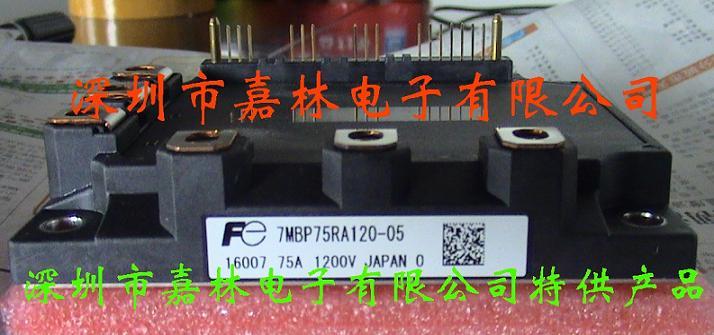 深圳市嘉林电子有限公司
Fe 7MBP75RA120-05
16007 75A 1200V JAPAN O
深圳市嘉林电子有限公司特供产品